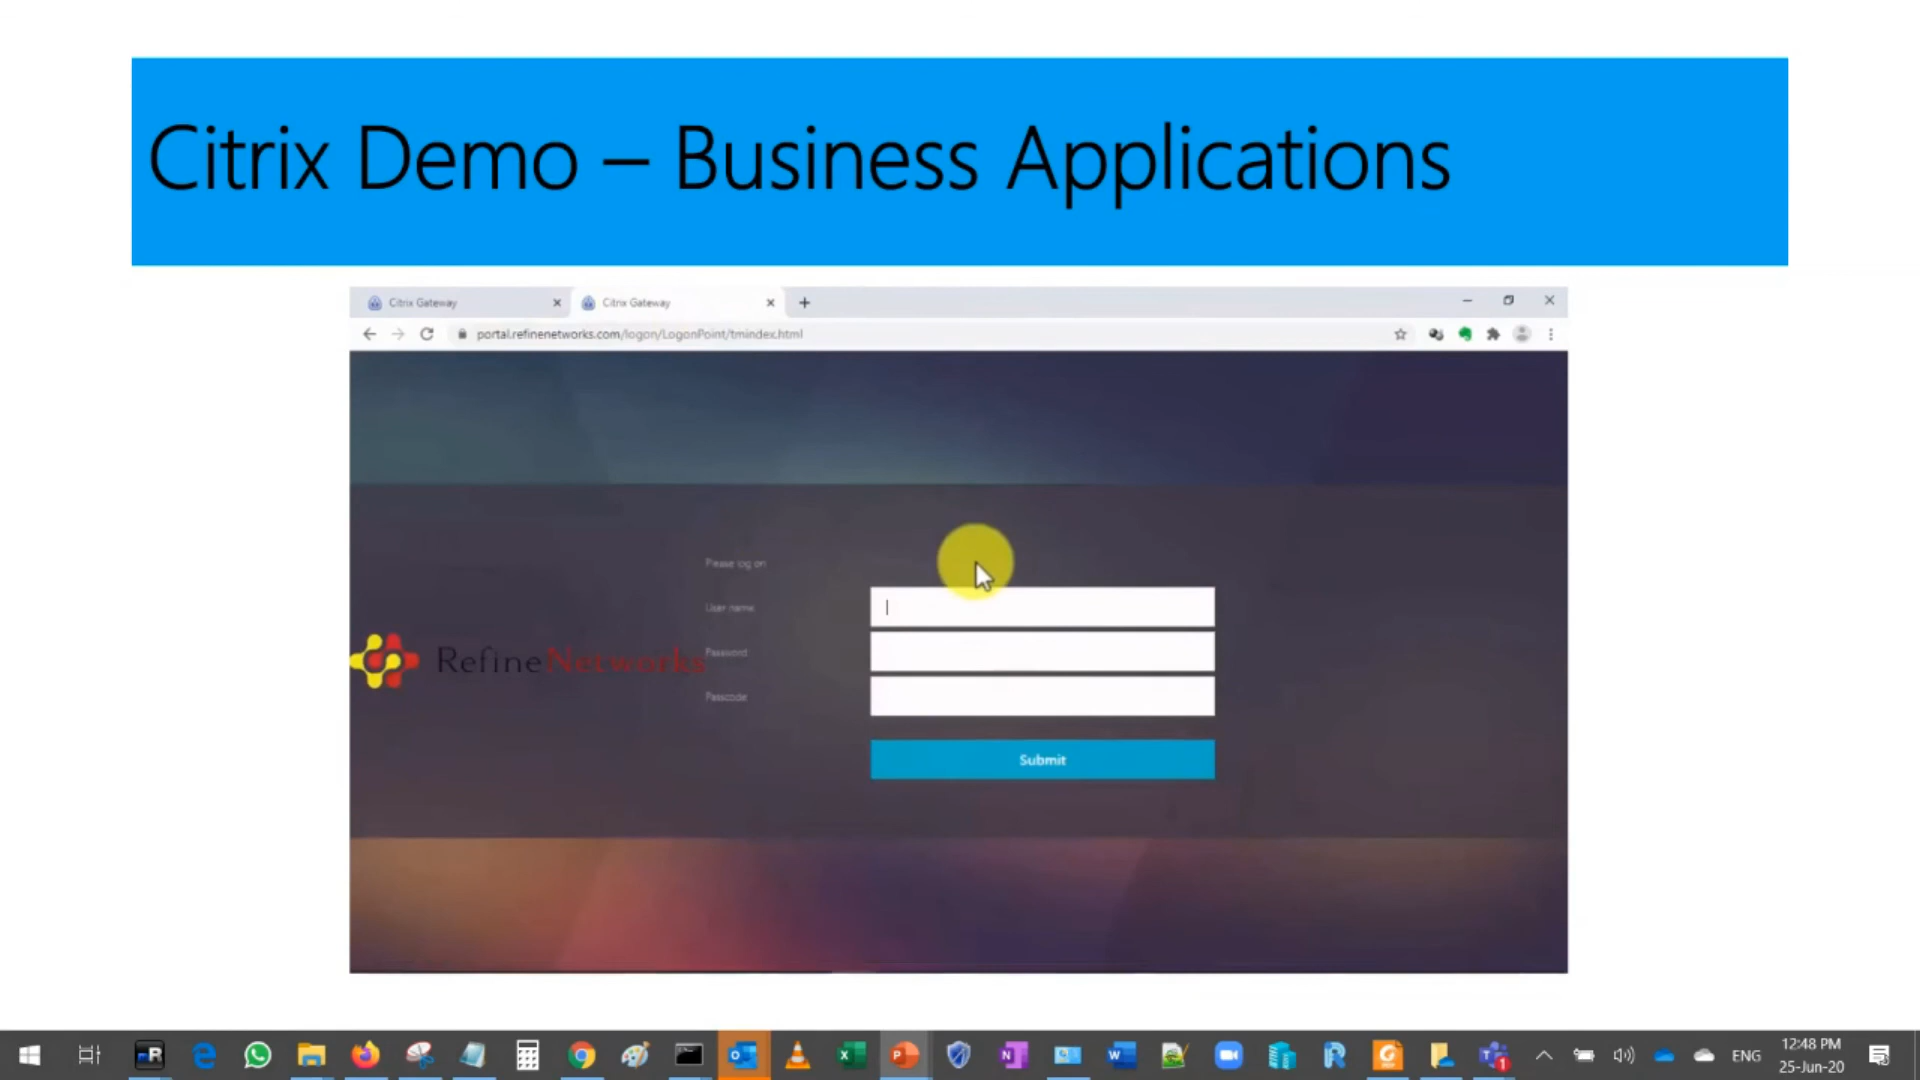 Citrix Demo – Business Applications
Citrix Gateway
Citrix Gateway
portal.refinenetworks.com/logon/LogonPoint/tmindex.html
Please log on
User name
RefineNetworks
Password
Passcode
Submit
ENG
12:48 PM
25-Jun-20